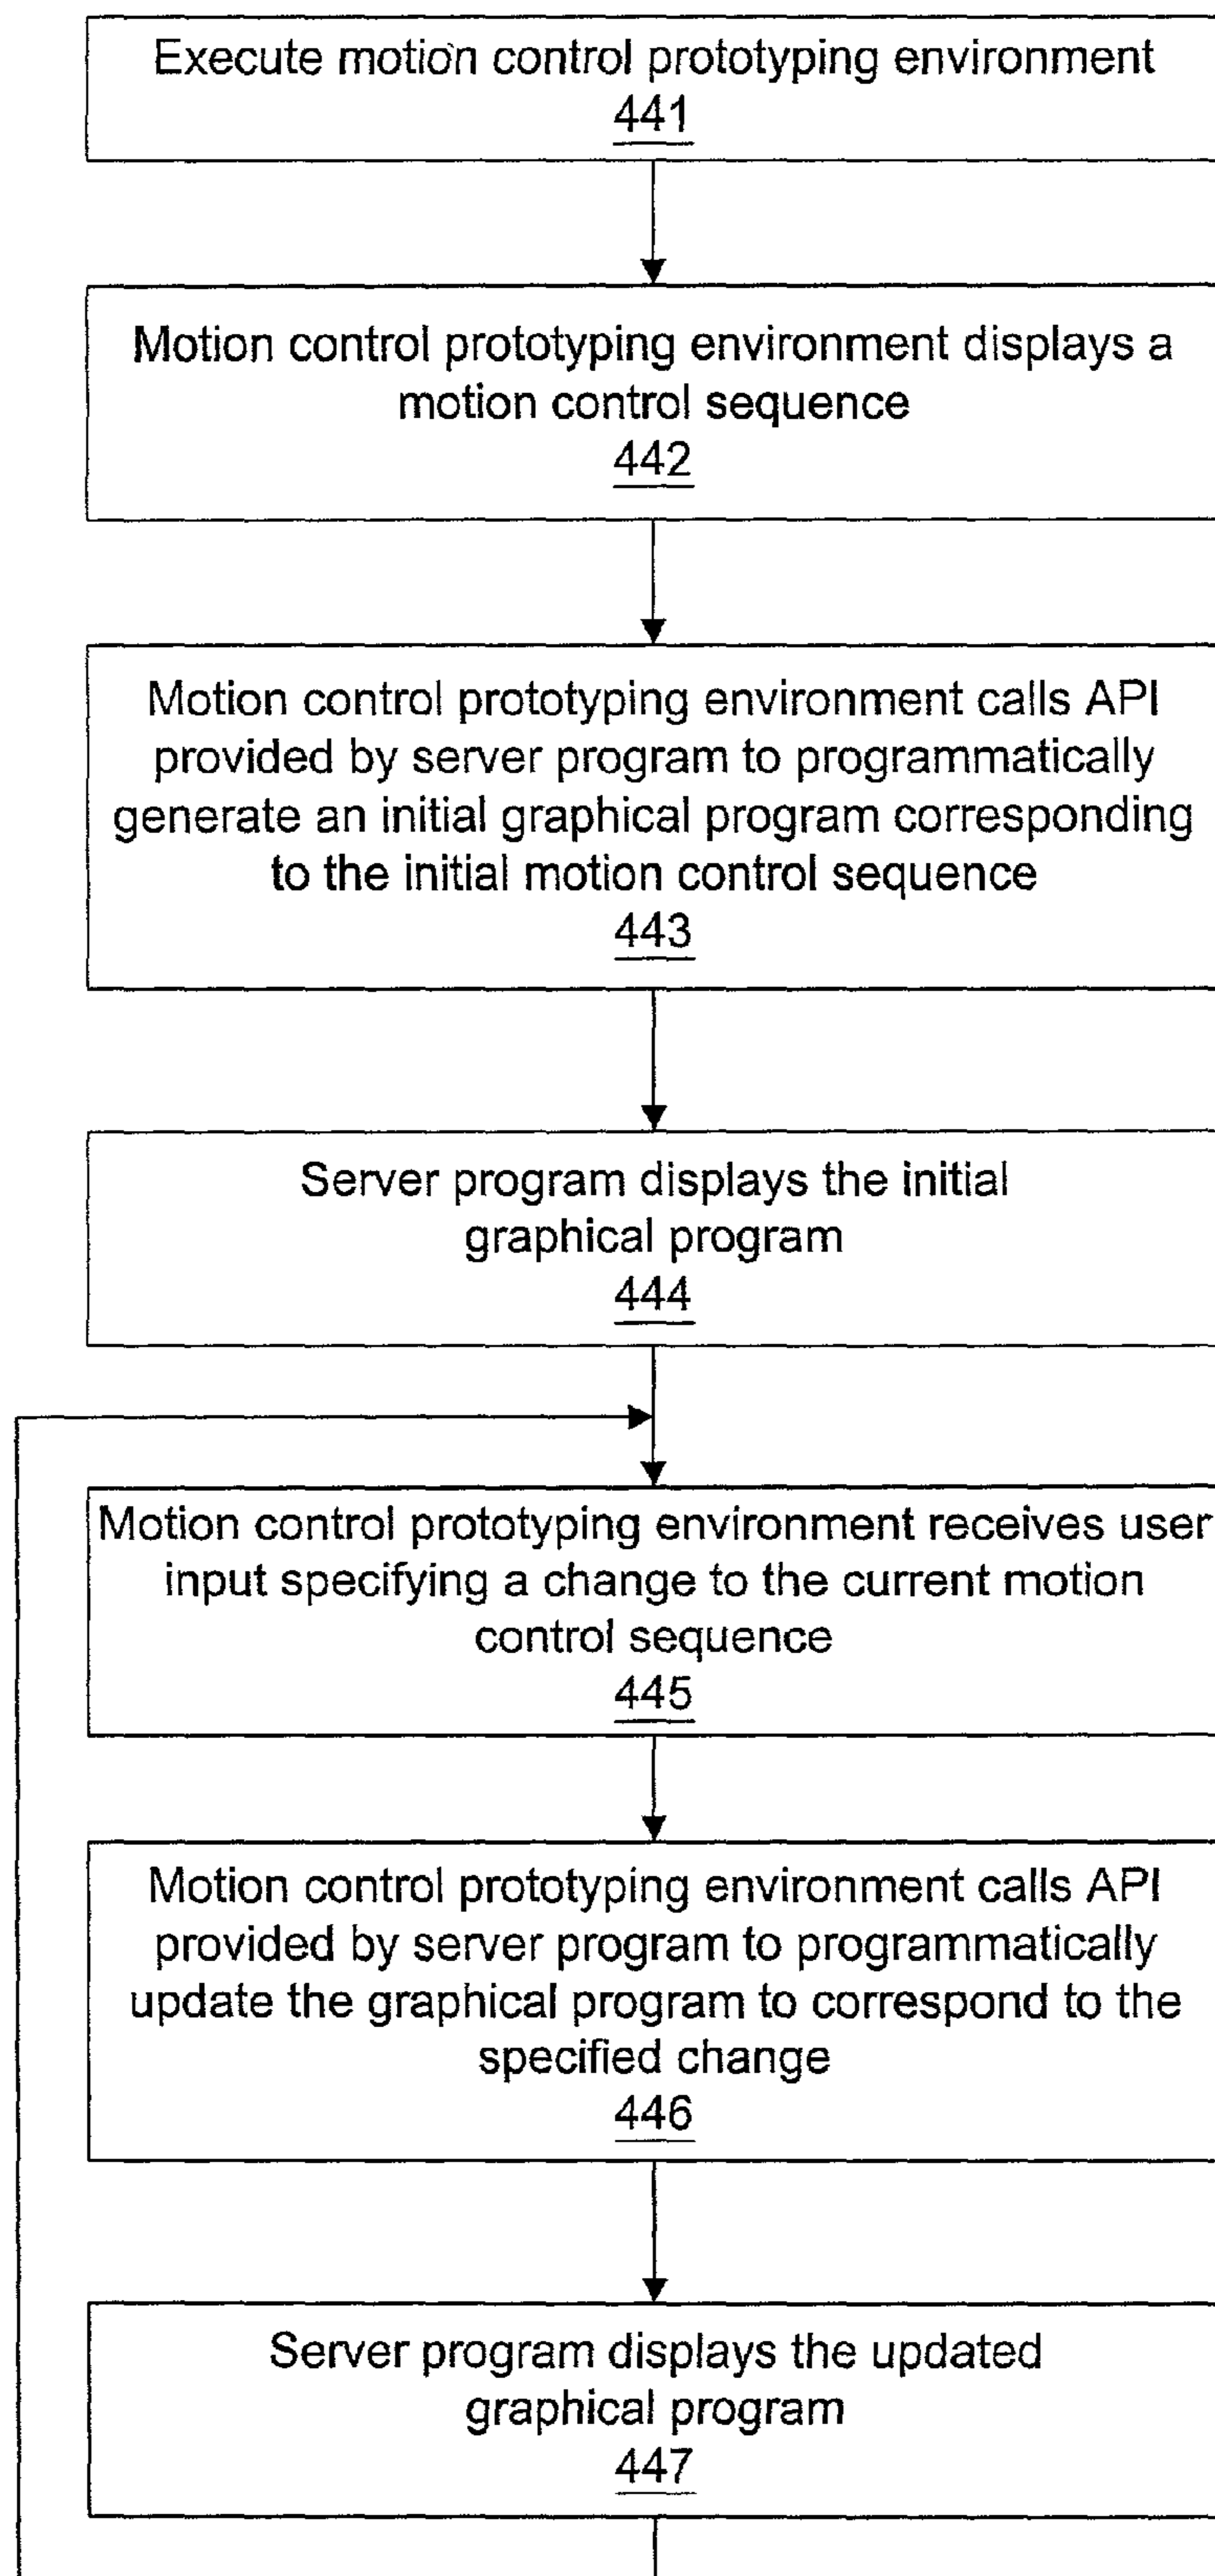 Execute motion control prototyping environment
441
Motion control prototyping environment displays a
motion control sequence
442
Motion control prototyping environment calls API
provided by server program to programmatically
generate an initial graphical program corresponding
to the initial motion control sequence
443
Server program displays the initial
graphical program
444
Motion control prototyping environment receives user
input specifying a change to the current motion
control sequence
445
Motion control prototyping environment calls API
provided by server program to programmatically
update the graphical program to correspond to the
specified change
446
Server program displays the updated
graphical program
447